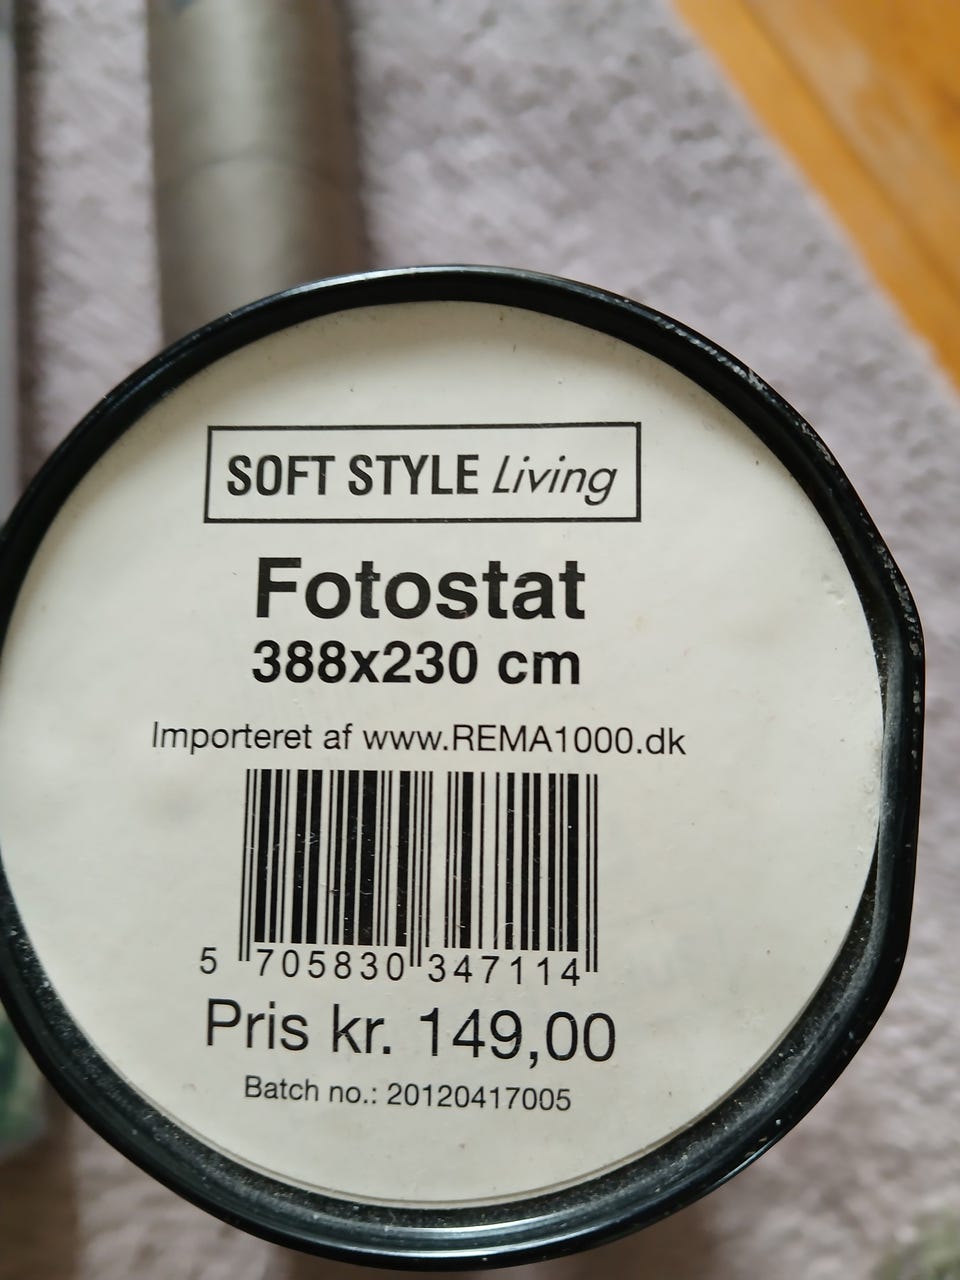 SOFT STYLE Living
Fotostat
388x230 cm
Importeret af www.REMA1000.dk
5 705830 347114
Pris kr. 149,00
Batch no.: 20120417005